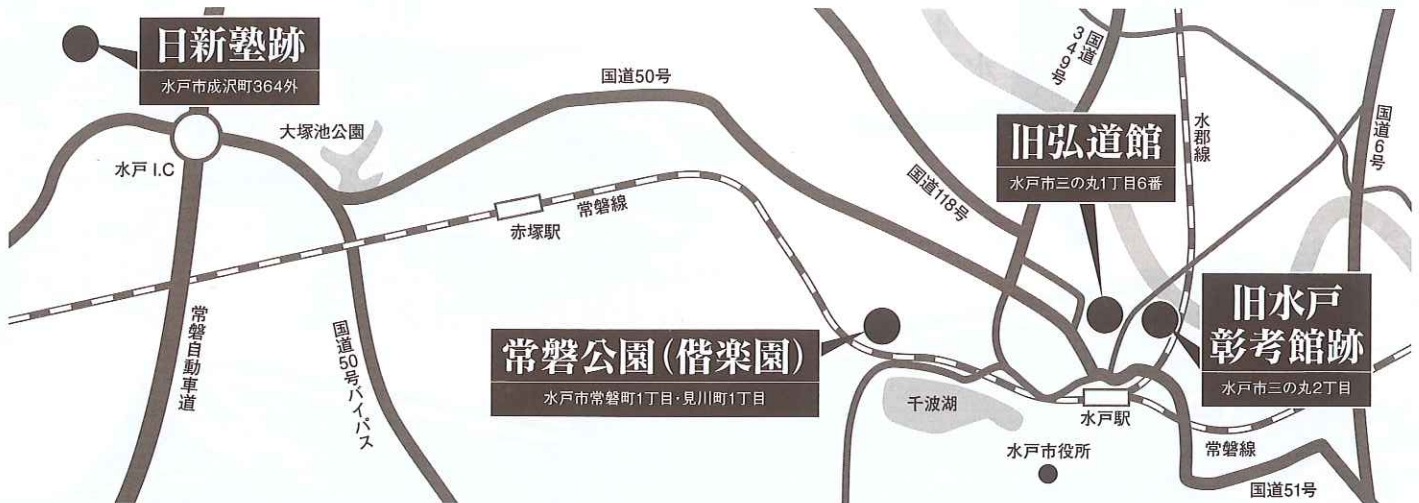 日新塾跡
水戸市成沢町364外
国道50号
国道349号
水郡線
国道6号
大塚池公園
水戸 I.C
旧弘道館
水戸市三の丸1丁目6番
国道118号
常磐線
赤塚駅
常磐自動車道
国道50号バイパス
常磐公園(偕楽園)
水戸市常磐町1丁目・見川町1丁目
旧水戸
彰考館跡
水戸市三の丸2丁目
千波湖
水戸駅
水戸市役所
常磐線
国道51号